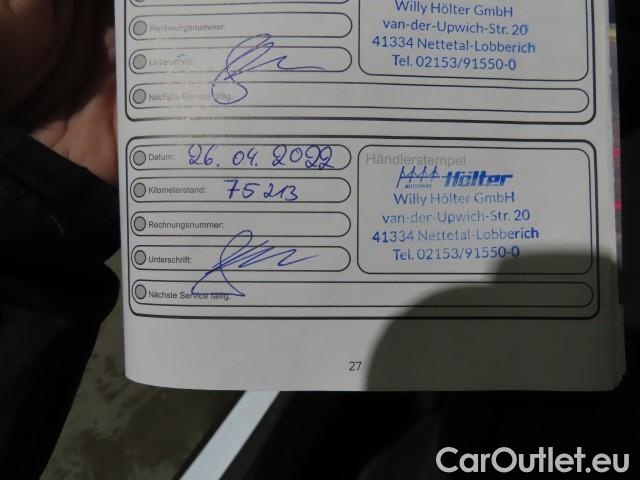 Willy Hölter GmbH
van-der-Upwich-Str. 20
41334 Nettetal-Lobberich
Tel. 02153/91550-0
Rechnungsnummer:
Unterschrift:
Nächste Service fällig:
Datum: 26.04.2022
Kilometerstand: 75213
Rechnungsnummer:
Unterschrift:
Nächste Service fällig:
Händlerstempel
AUTOPARK Hölter
Willy Hölter GmbH
van-der-Upwich-Str. 20
41334 Nettetal-Lobberich
Tel. 02153/91550-0
27
CarOutlet.eu